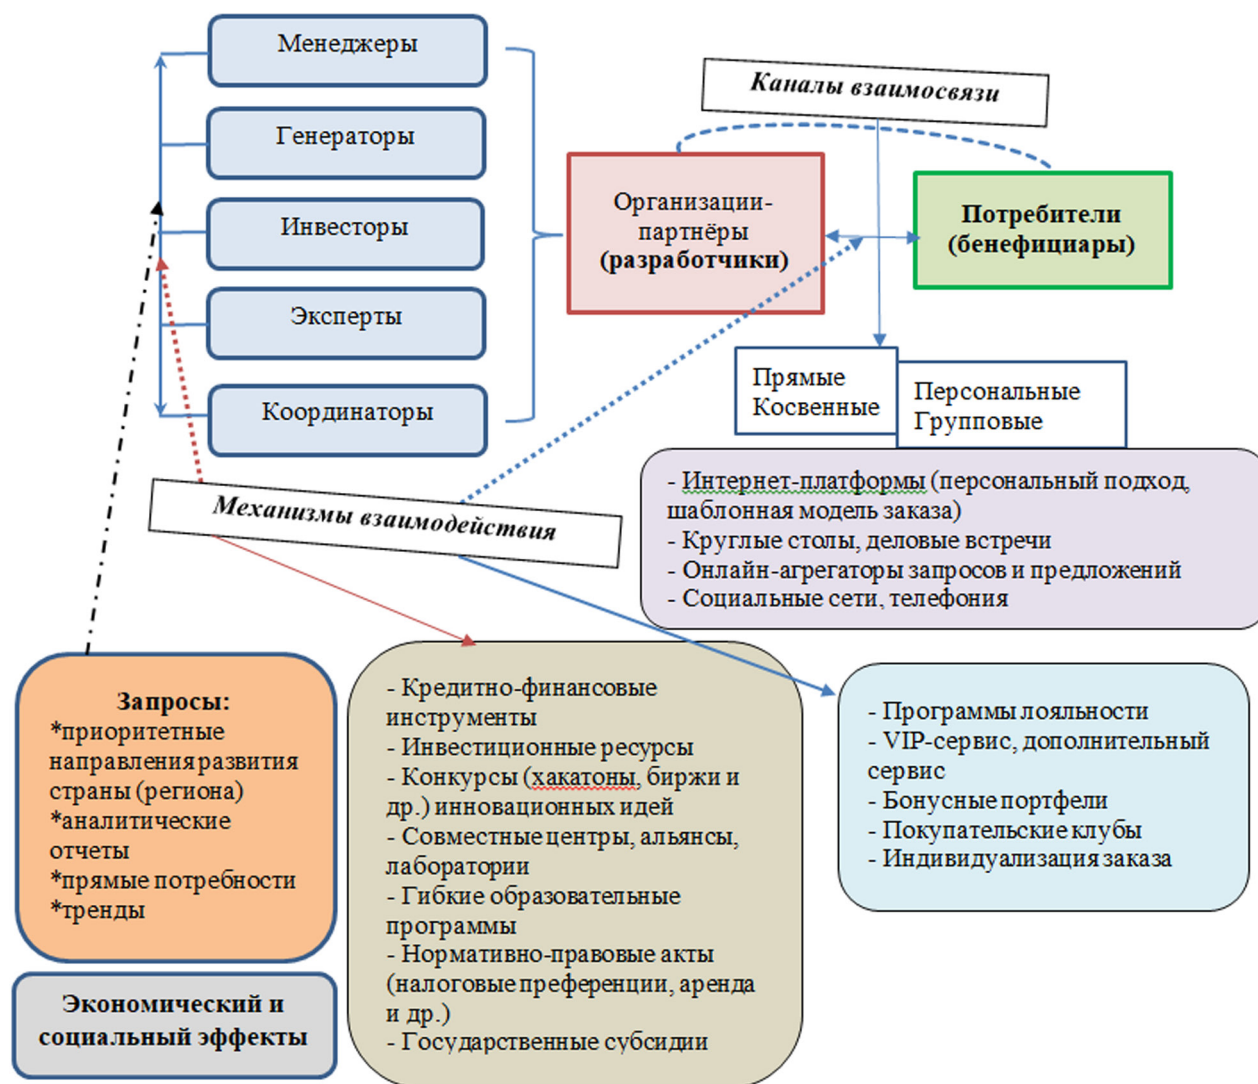 Менеджеры
Генераторы
Инвесторы
Эксперты
Координаторы
Каналы взаимосвязи
Организации-
партнёры
(разработчики)
Потребители
(бенефициары)
Прямые
Косвенные
Персональные
Групповые
- Интернет-платформы (персональный подход,
шаблонная модель заказа)
- Круглые столы, деловые встречи
- Онлайн-агрегаторы запросов и предложений
- Социальные сети, телефония
Механизмы взаимодействия
Запросы:
*приоритетные
направления развития
страны (региона)
*аналитические
отчеты
*прямые потребности
*тренды
Экономический и
социальный эффекты
- Кредитно-финансовые
инструменты
- Инвестиционные ресурсы
- Конкурсы (хакатоны, биржи и
др.) инновационных идей
- Совместные центры, альянсы,
лаборатории
- Гибкие образовательные
программы
- Нормативно-правовые акты
(налоговые преференции, аренда
и др.)
- Государственные субсидии
- Программы лояльности
- VIP-сервис, дополнительный
сервис
- Бонусные портфели
- Покупательские клубы
- Индивидуализация заказа